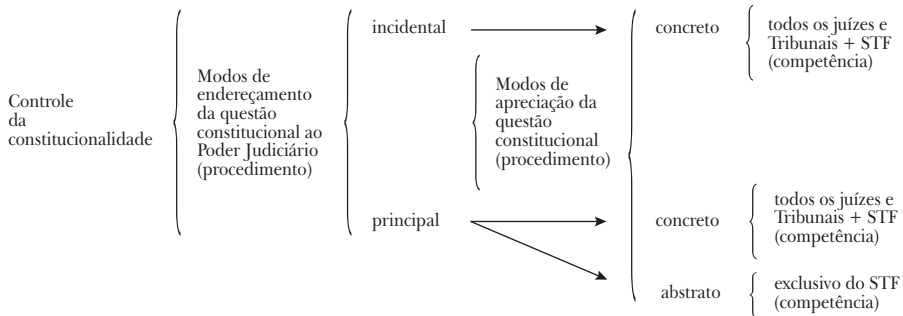 Controle
da
constitucionalidade
Modos de
endereçamento
da questão
constitucional ao
Poder Judiciário
(procedimento)
incidental
principal
Modos de
apreciação da
questão
constitucional
(procedimento)
concreto
todos os juízes e
Tribunais + STF
(competência)
concreto
todos os juízes e
Tribunais + STF
(competência)
abstrato
exclusivo do STF
(competência)